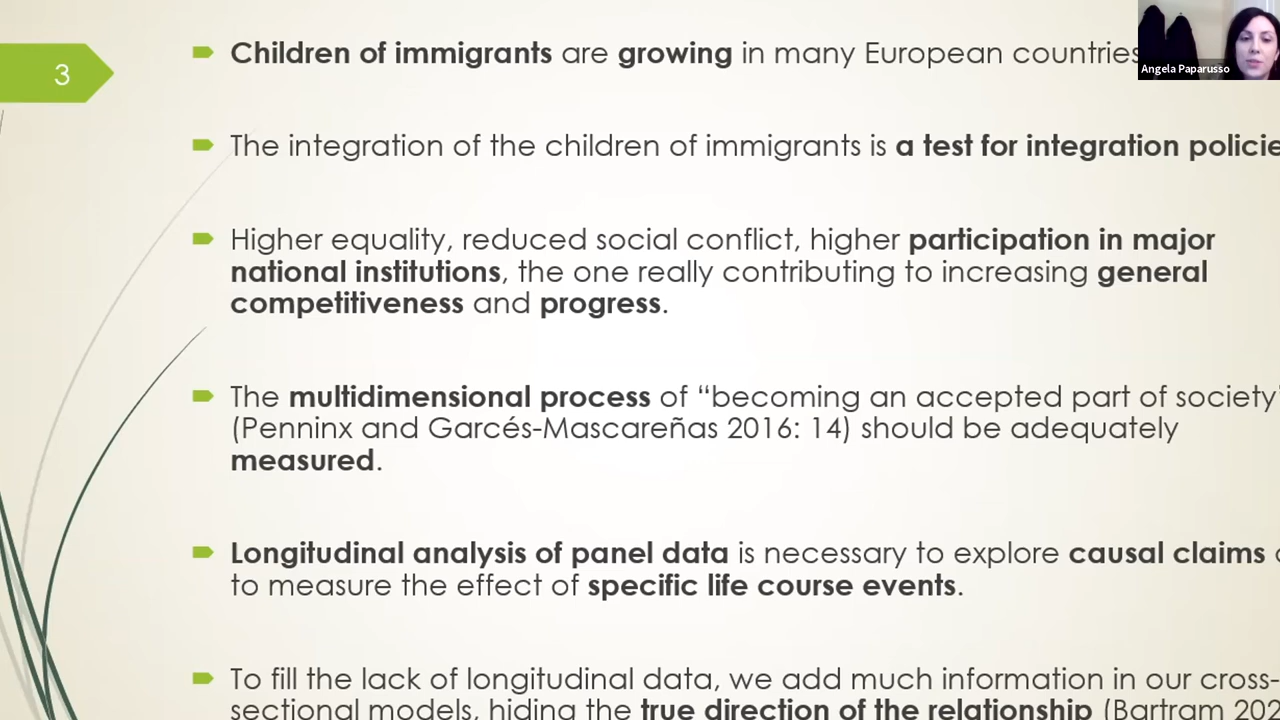 3
Children of immigrants are growing in many European countries
Angela Paparusso
The integration of the children of immigrants is a test for integration policie
Higher equality, reduced social conflict, higher participation in major
national institutions, the one really contributing to increasing general
competitiveness and progress.
The multidimensional process of “becoming an accepted part of society”
(Penninx and Garcés-Mascareñas 2016: 14) should be adequately
measured.
Longitudinal analysis of panel data is necessary to explore causal claims
to measure the effect of specific life course events.
To fill the lack of longitudinal data, we add much information in our cross-
sectional models, hiding the true direction of the relationship (Bartram 202